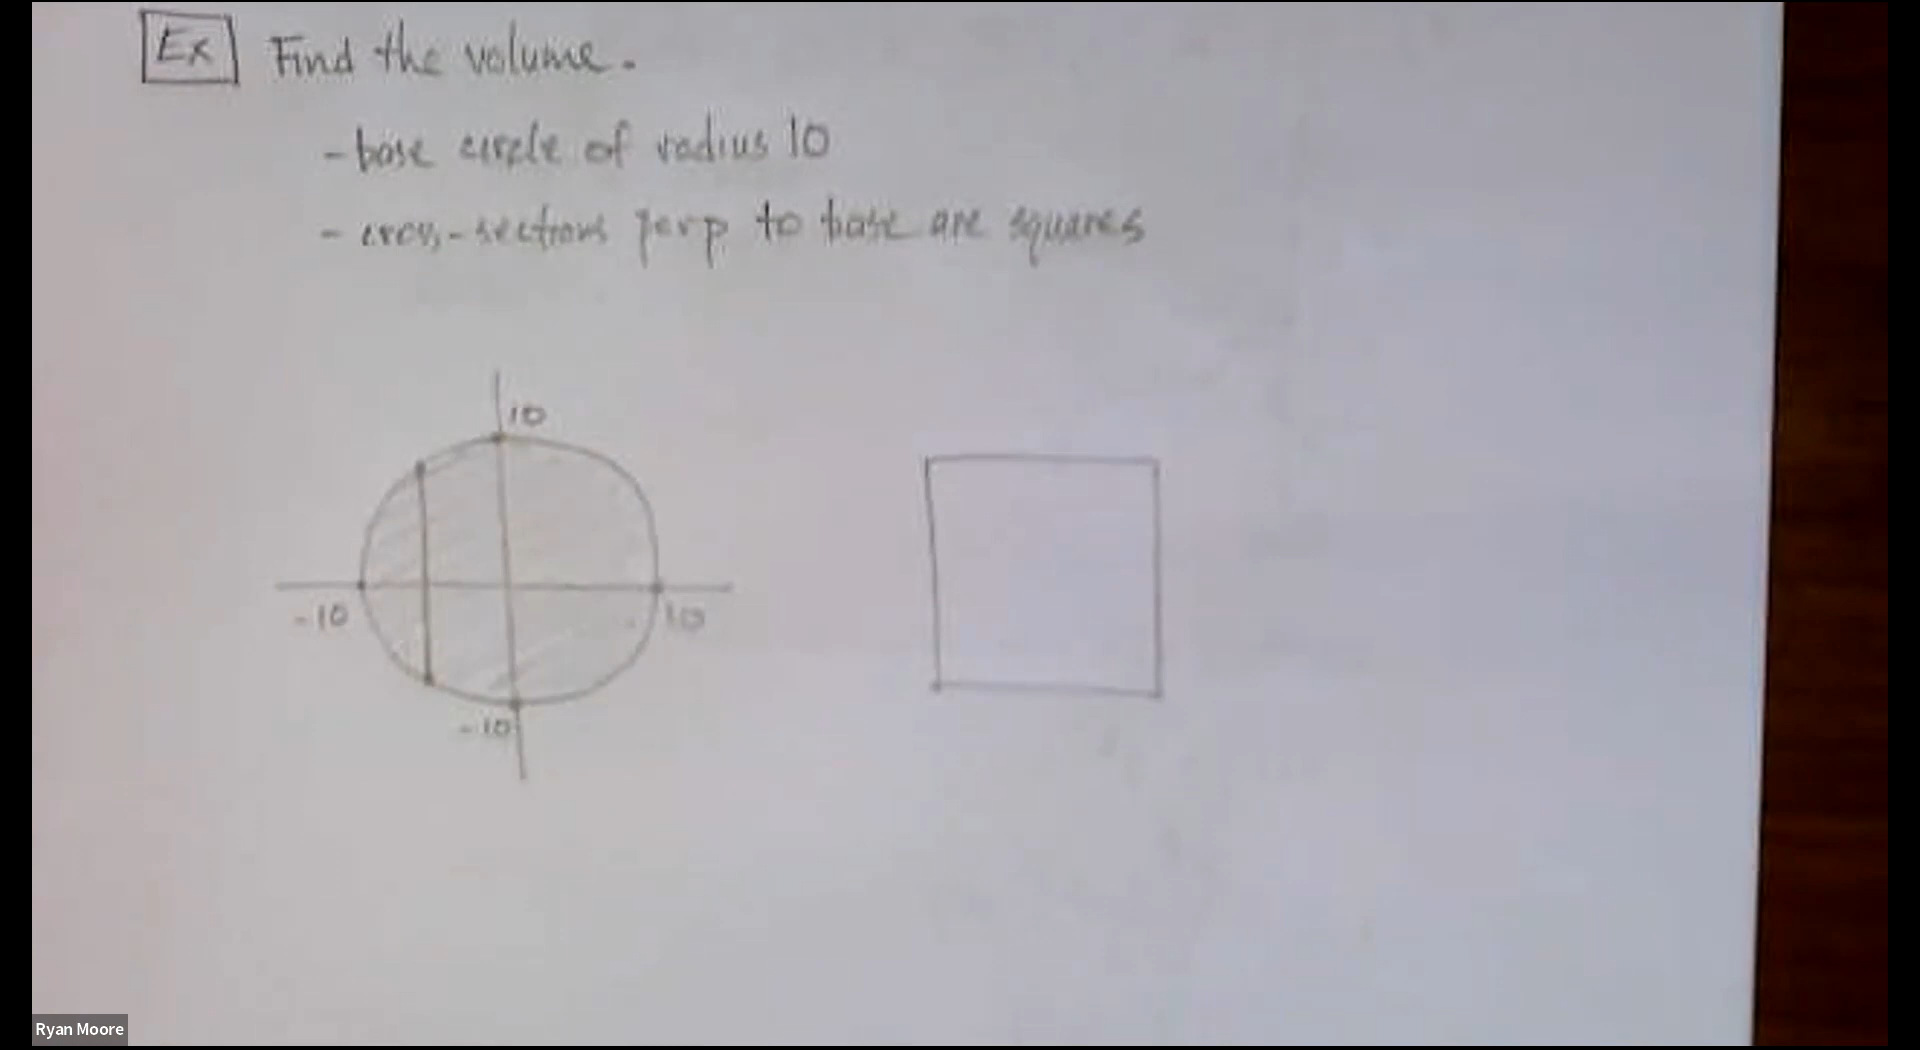 Ex Find the volume.
- base circle of radius 10
- cross-sections perp to base are squares
10
-10
10
-10
Ryan Moore